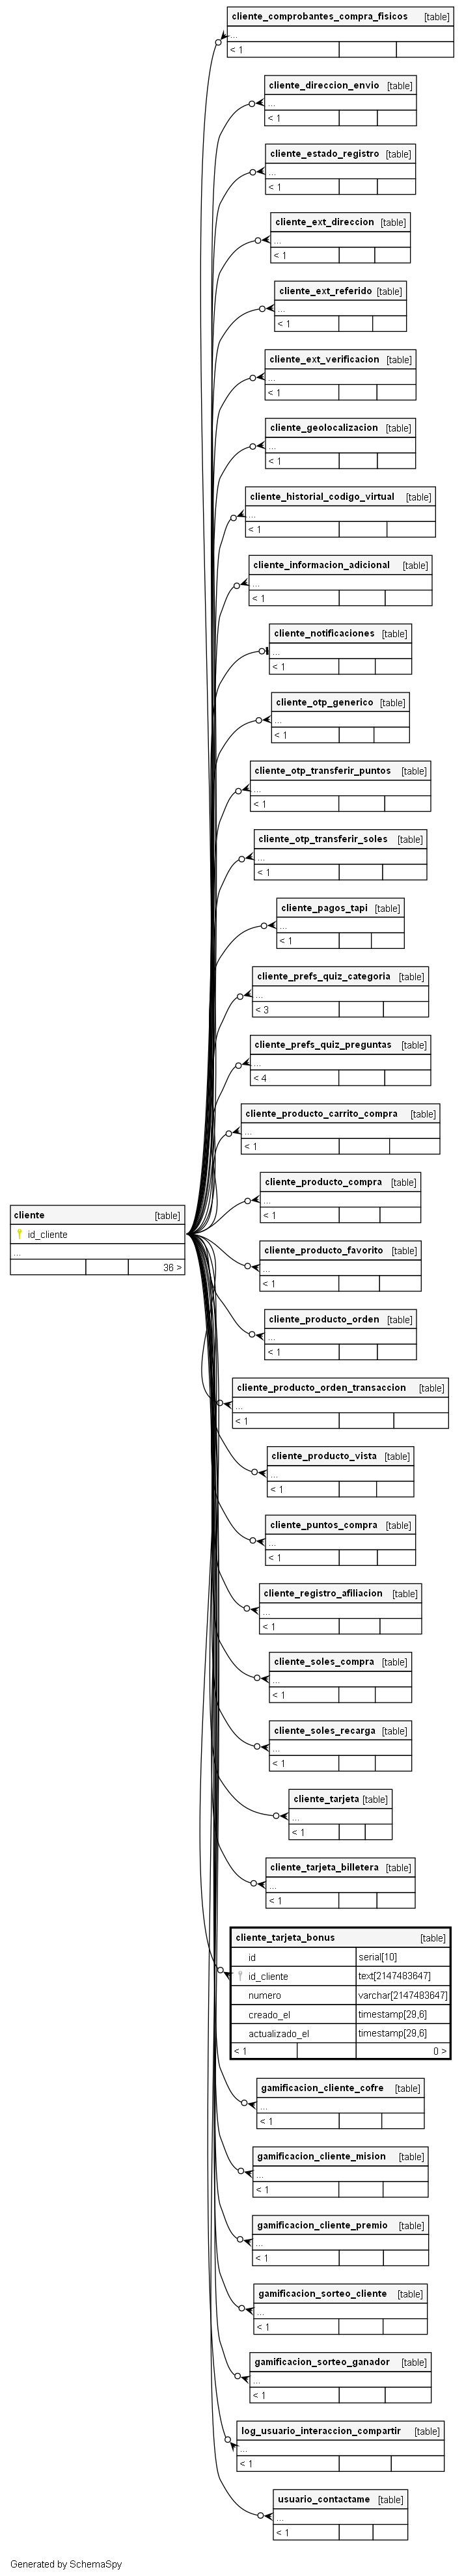 cliente_comprobantes_compra_fisicos [table]
...
< 1
cliente_direccion_envio [table]
...
< 1
cliente_estado_registro [table]
...
< 1
cliente_ext_direccion [table]
...
< 1
cliente_ext_referido [table]
...
< 1
cliente_ext_verificacion [table]
...
< 1
cliente_geolocalizacion [table]
...
< 1
cliente_historial_codigo_virtual [table]
...
< 1
cliente_informacion_adicional [table]
...
< 1
cliente_notificaciones [table]
...
< 1
cliente_otp_generico [table]
...
< 1
cliente_otp_transferir_puntos [table]
...
< 1
cliente_otp_transferir_soles [table]
...
< 1
cliente_pagos_tapi [table]
...
< 1
cliente_prefs_quiz_categoria [table]
...
< 3
cliente_prefs_quiz_preguntas [table]
...
< 4
cliente_producto_carrito_compra [table]
...
< 1
cliente_producto_compra [table]
...
< 1
cliente [table]
id_cliente
...
36 >
cliente_producto_favorito [table]
...
< 1
cliente_producto_orden [table]
...
< 1
cliente_producto_orden_transaccion [table]
...
< 1
cliente_producto_vista [table]
...
< 1
cliente_puntos_compra [table]
...
< 1
cliente_registro_afiliacion [table]
...
< 1
cliente_soles_compra [table]
...
< 1
cliente_soles_recarga [table]
...
< 1
cliente_tarjeta [table]
...
< 1
cliente_tarjeta_billetera [table]
...
< 1
cliente_tarjeta_bonus [table]
id serial[10]
id_cliente text[2147483647]
numero varchar[2147483647]
creado_el timestamp[29,6]
actualizado_el timestamp[29,6]
< 1 0 >
gamificacion_cliente_cofre [table]
...
< 1
gamificacion_cliente_mision [table]
...
< 1
gamificacion_cliente_premio [table]
...
< 1
gamificacion_sorteo_cliente [table]
...
< 1
gamificacion_sorteo_ganador [table]
...
< 1
log_usuario_interaccion_compartir [table]
...
< 1
usuario_contactame [table]
...
< 1
Generated by SchemaSpy